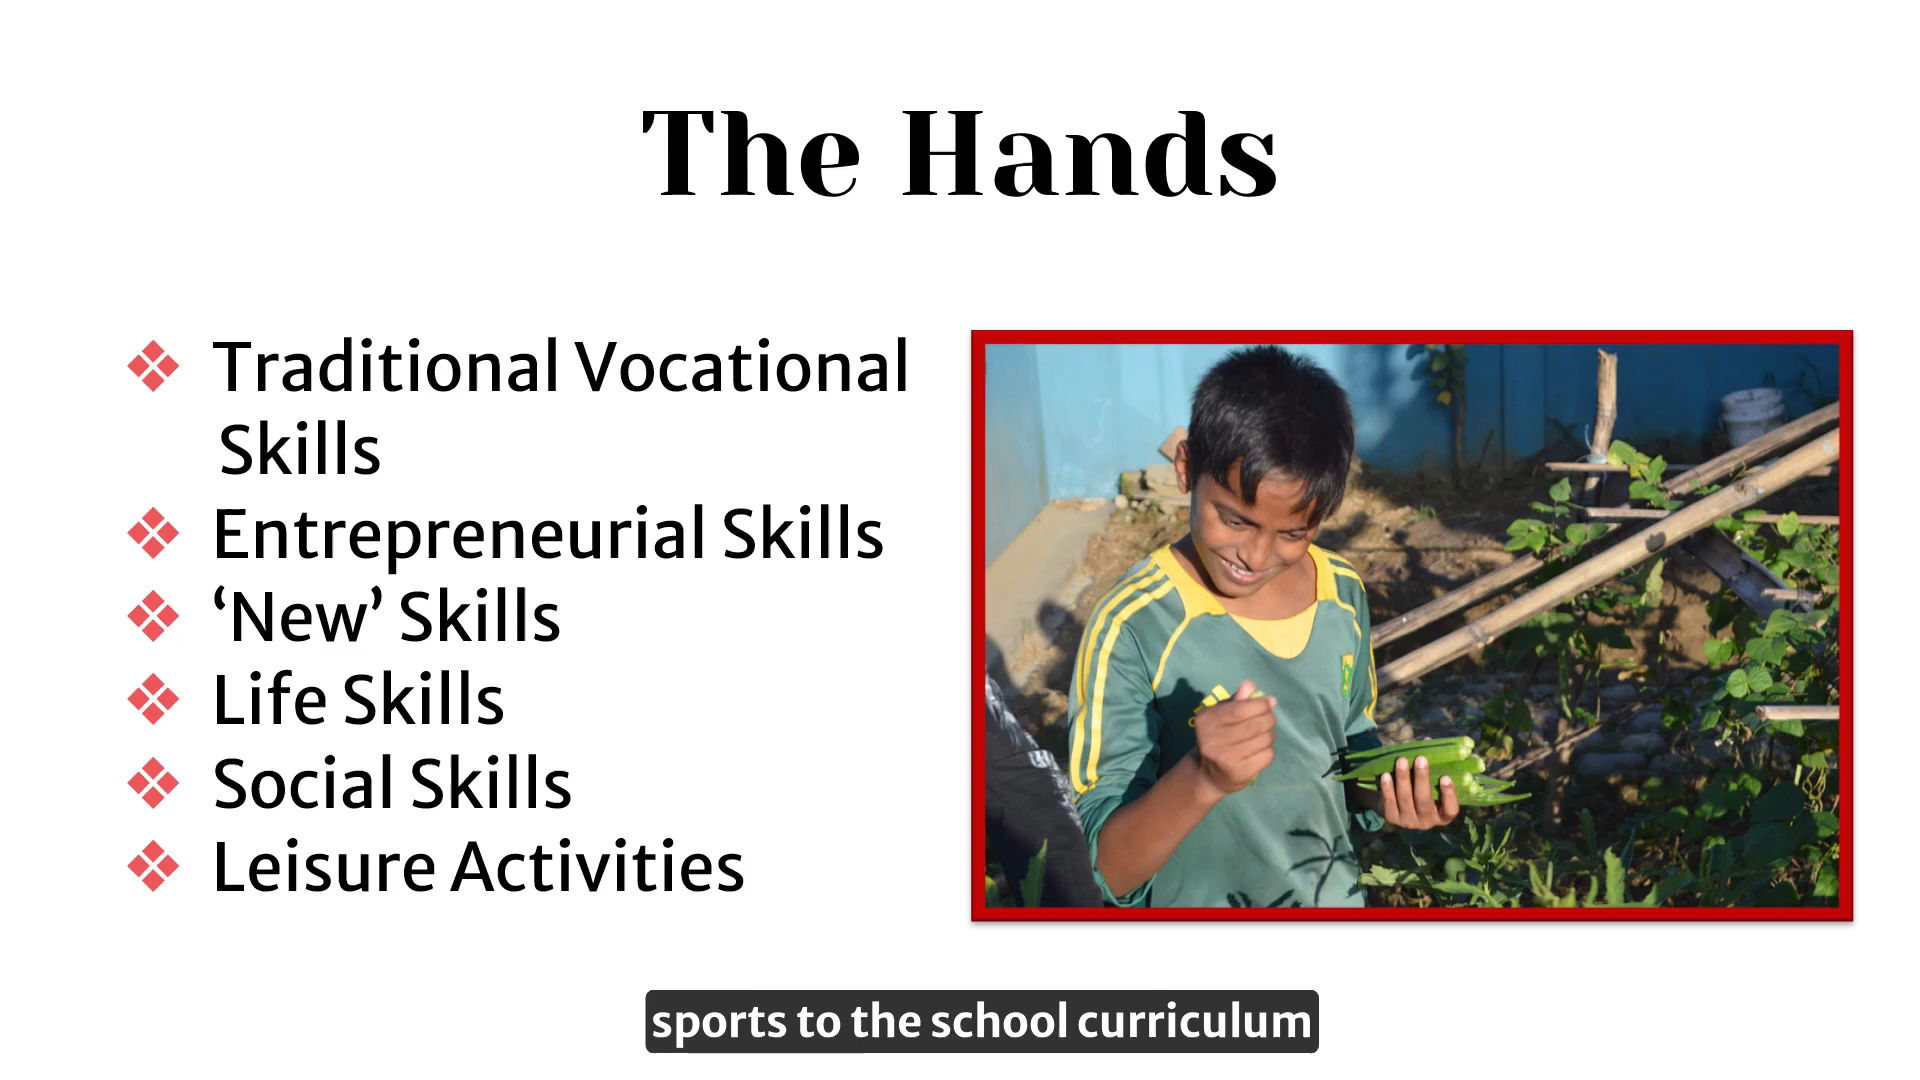 The Hands
❖ Traditional Vocational
Skills
❖ Entrepreneurial Skills
❖ ‘New’ Skills
❖ Life Skills
❖ Social Skills
❖ Leisure Activities
sports to the school curriculum